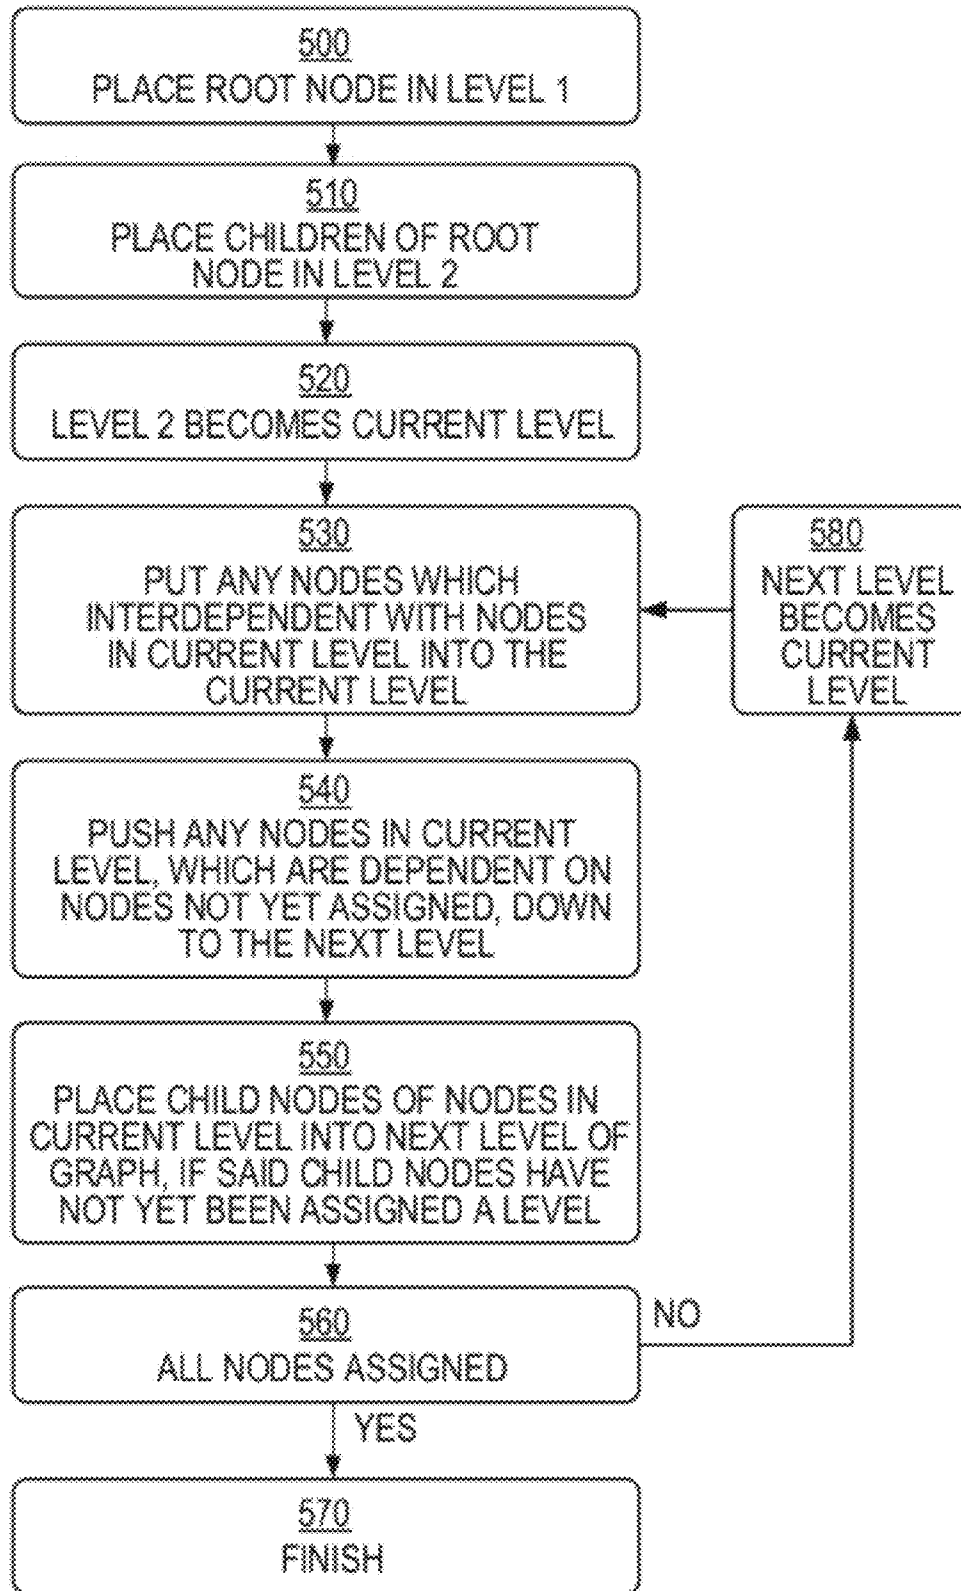 500
PLACE ROOT NODE IN LEVEL 1
510
PLACE CHILDREN OF ROOT
NODE IN LEVEL 2
520
LEVEL 2 BECOMES CURRENT LEVEL
530
PUT ANY NODES WHICH
INTERDEPENDENT WITH NODES
IN CURRENT LEVEL INTO THE
CURRENT LEVEL
580
NEXT LEVEL
BECOMES
CURRENT
LEVEL
540
PUSH ANY NODES IN CURRENT
LEVEL, WHICH ARE DEPENDENT ON
NODES NOT YET ASSIGNED, DOWN
TO THE NEXT LEVEL
550
PLACE CHILD NODES OF NODES IN
CURRENT LEVEL INTO NEXT LEVEL OF
GRAPH, IF SAID CHILD NODES HAVE
NOT YET BEEN ASSIGNED A LEVEL
560
ALL NODES ASSIGNED
NO
YES
570
FINISH